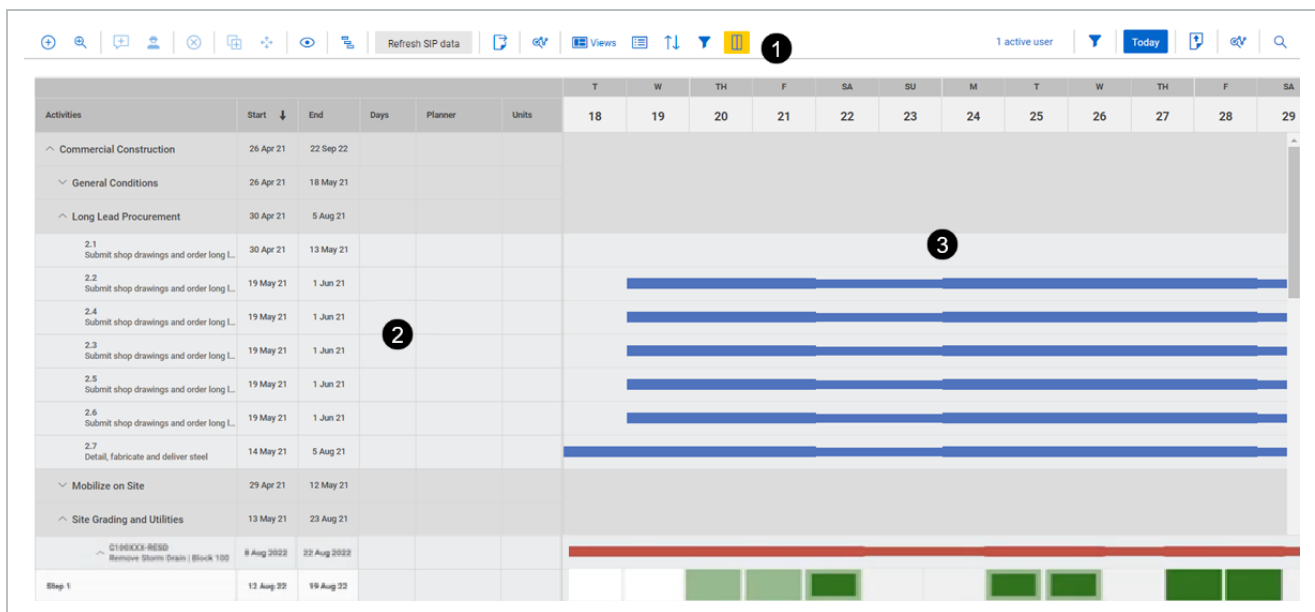 Refresh SIP data Views 1 1 active user Today
T W TH F SA SU M T W TH F SA
Activities Start End Days Planner Units 18 19 20 21 22 23 24 25 26 27 28 29
Commercial Construction 26 Apr 21 22 Sep 22
General Conditions 26 Apr 21 18 May 21
Long Lead Procurement 30 Apr 21 5 Aug 21
2.1
Submit shop drawings and order long l... 30 Apr 21 13 May 21
3
2.2
Submit shop drawings and order long l... 19 May 21 1 Jun 21
2.4
Submit shop drawings and order long l... 19 May 21 1 Jun 21
2
2.3
Submit shop drawings and order long l... 19 May 21 1 Jun 21
2.5
Submit shop drawings and order long l... 19 May 21 1 Jun 21
2.6
Submit shop drawings and order long l... 19 May 21 1 Jun 21
2.7
Detail, fabricate and deliver steel 14 May 21 5 Aug 21
Mobilize on Site 29 Apr 21 12 May 21
Site Grading and Utilities 13 May 21 23 Aug 21
C100XXX-RESD
Remove Storm Drain | Block 100 8 Aug 2022 22 Aug 2022
Step 1 12 Aug 22 19 Aug 22